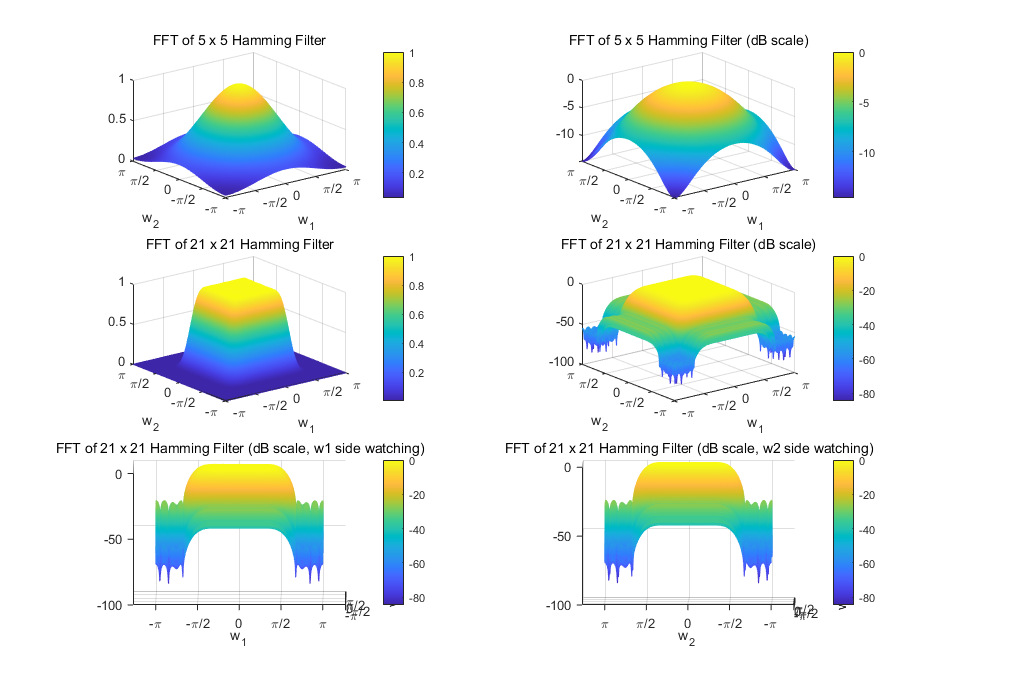 FFT of 5 x 5 Hamming Filter
1
0.5
0
π
π/2
0
-π/2
-π
w2
-π
-π/2
0
π/2
π
w1
1
0.8
0.6
0.4
0.2
FFT of 5 x 5 Hamming Filter (dB scale)
0
-5
-10
π
π/2
0
-π/2
-π
w2
-π
-π/2
0
π/2
π
w1
0
-5
-10
FFT of 21 x 21 Hamming Filter
1
0.5
0
π
π/2
0
-π/2
-π
w2
-π
-π/2
0
π/2
π
w1
1
0.8
0.6
0.4
0.2
FFT of 21 x 21 Hamming Filter (dB scale)
0
-50
-100
π
π/2
0
-π/2
-π
w2
-π
-π/2
0
π/2
π
w1
0
-20
-40
-60
-80
FFT of 21 x 21 Hamming Filter (dB scale, w1 side watching)
0
-50
-100
-π
-π/2
0
π/2
π
w1
0
-20
-40
-60
-80
FFT of 21 x 21 Hamming Filter (dB scale, w2 side watching)
0
-50
-100
π
π/2
0
-π/2
-π
w2
0
-20
-40
-60
-80